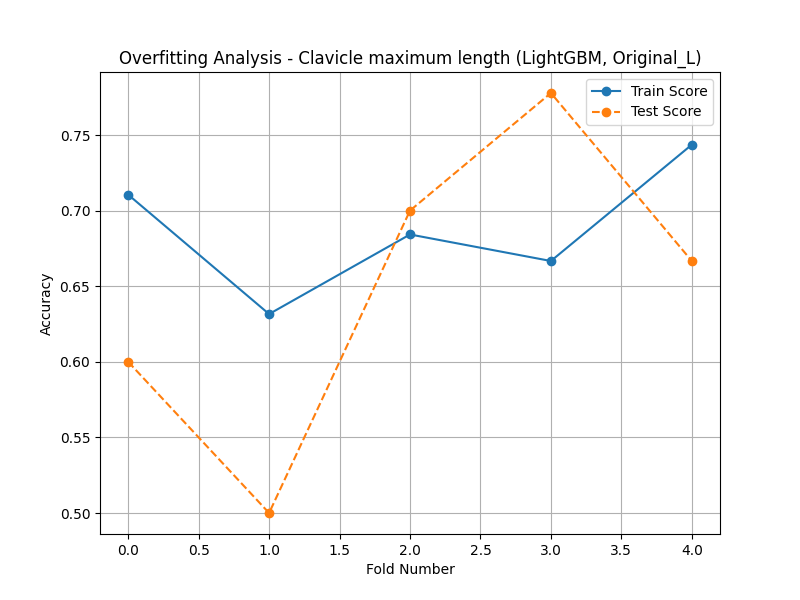 Overfitting Analysis - Clavicle maximum length (LightGBM, Original_L)
Train Score
Test Score
Accuracy
0.75
0.70
0.65
0.60
0.55
0.50
0.0 0.5 1.0 1.5 2.0 2.5 3.0 3.5 4.0
Fold Number